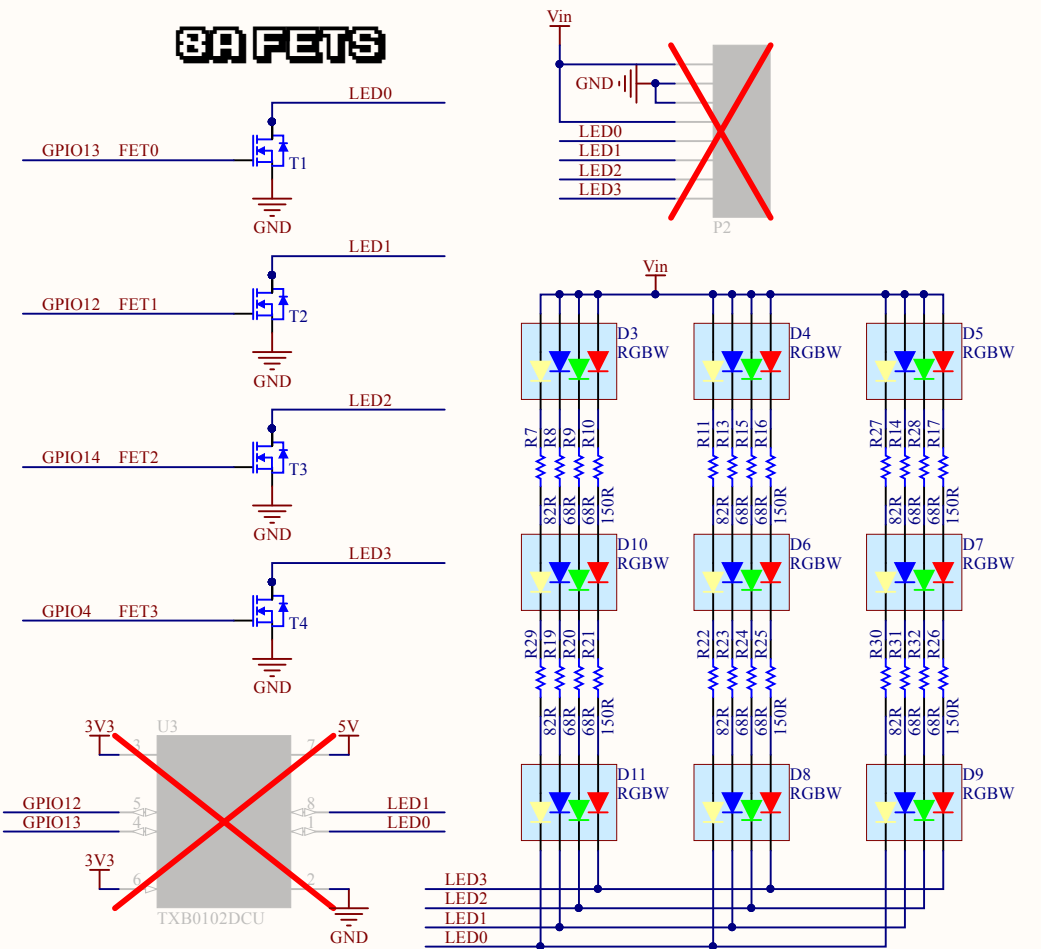 8A FETS
LED0
GPIO13 FET0
T1
GND
LED1
GPIO12 FET1
T2
GND
LED2
GPIO14 FET2
T3
GND
LED3
GPIO4 FET3
T4
GND
Vin
GND
LED0
LED1
LED2
LED3
P2
Vin
D3
RGBW
D4
RGBW
D5
RGBW
R7 R8 R9 R10
82R 68R 68R 150R
R11 R13 R15 R16
82R 68R 68R 150R
R27 R14 R28 R17
82R 68R 68R 150R
D10
RGBW
D6
RGBW
D7
RGBW
R29 R19 R20 R21
82R 68R 68R 150R
R22 R23 R24 R25
82R 68R 68R 150R
R30 R31 R32 R26
82R 68R 68R 150R
D11
RGBW
D8
RGBW
D9
RGBW
LED3
LED2
LED1
LED0
U3
3V3 3 7 5V
GPIO12 5 8 LED1
GPIO13 4 1 LED0
3V3 6 2
GND
TXB0102DCU